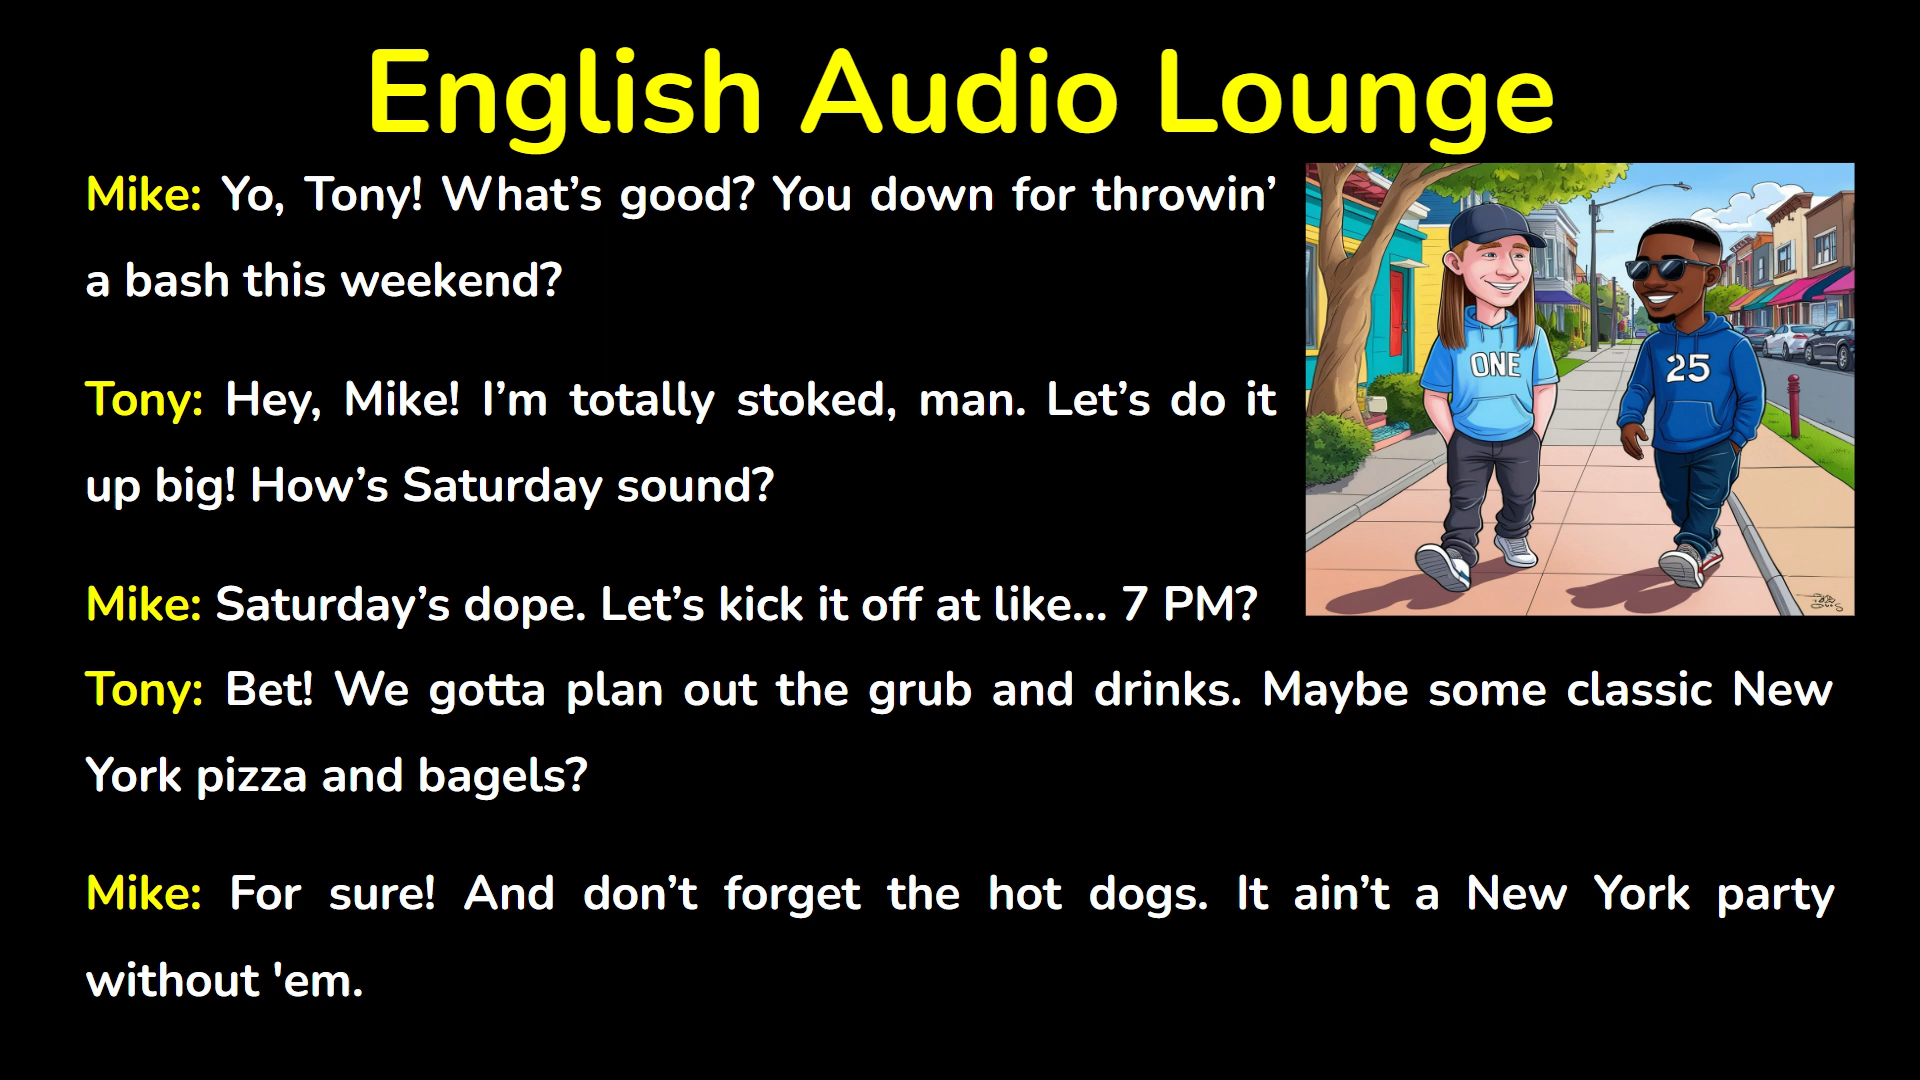 English Audio Lounge
Mike: Yo, Tony! What’s good? You down for throwin’
a bash this weekend?
Tony: Hey, Mike! I’m totally stoked, man. Let’s do it
up big! How’s Saturday sound?
Mike: Saturday’s dope. Let’s kick it off at like... 7 PM?
Tony: Bet! We gotta plan out the grub and drinks. Maybe some classic New
York pizza and bagels?
Mike: For sure! And don’t forget the hot dogs. It ain’t a New York party
without 'em.
ONE
25